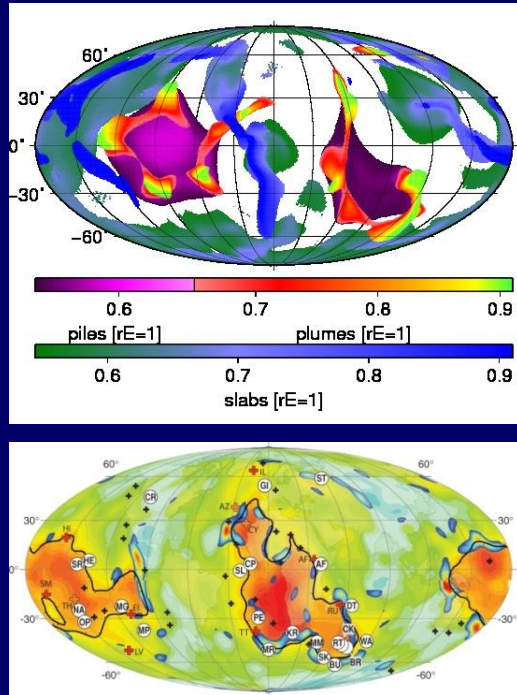 60°
30°
0°
−30°
−60°
0.6 0.7 0.8 0.9
piles [rE=1] plumes [rE=1]
0.6 0.7 0.8 0.9
slabs [rE=1]
60° IL ST 60°
GI
CR
AZ
30° HI CY 30°
SR HE SL CP AF AF
0° 0°
SM
TH NA MG EI PE RU DT
OP CK
-30° MP TT KR RT WA -30°
MR MM
LV SK BR
BU
60° 60°